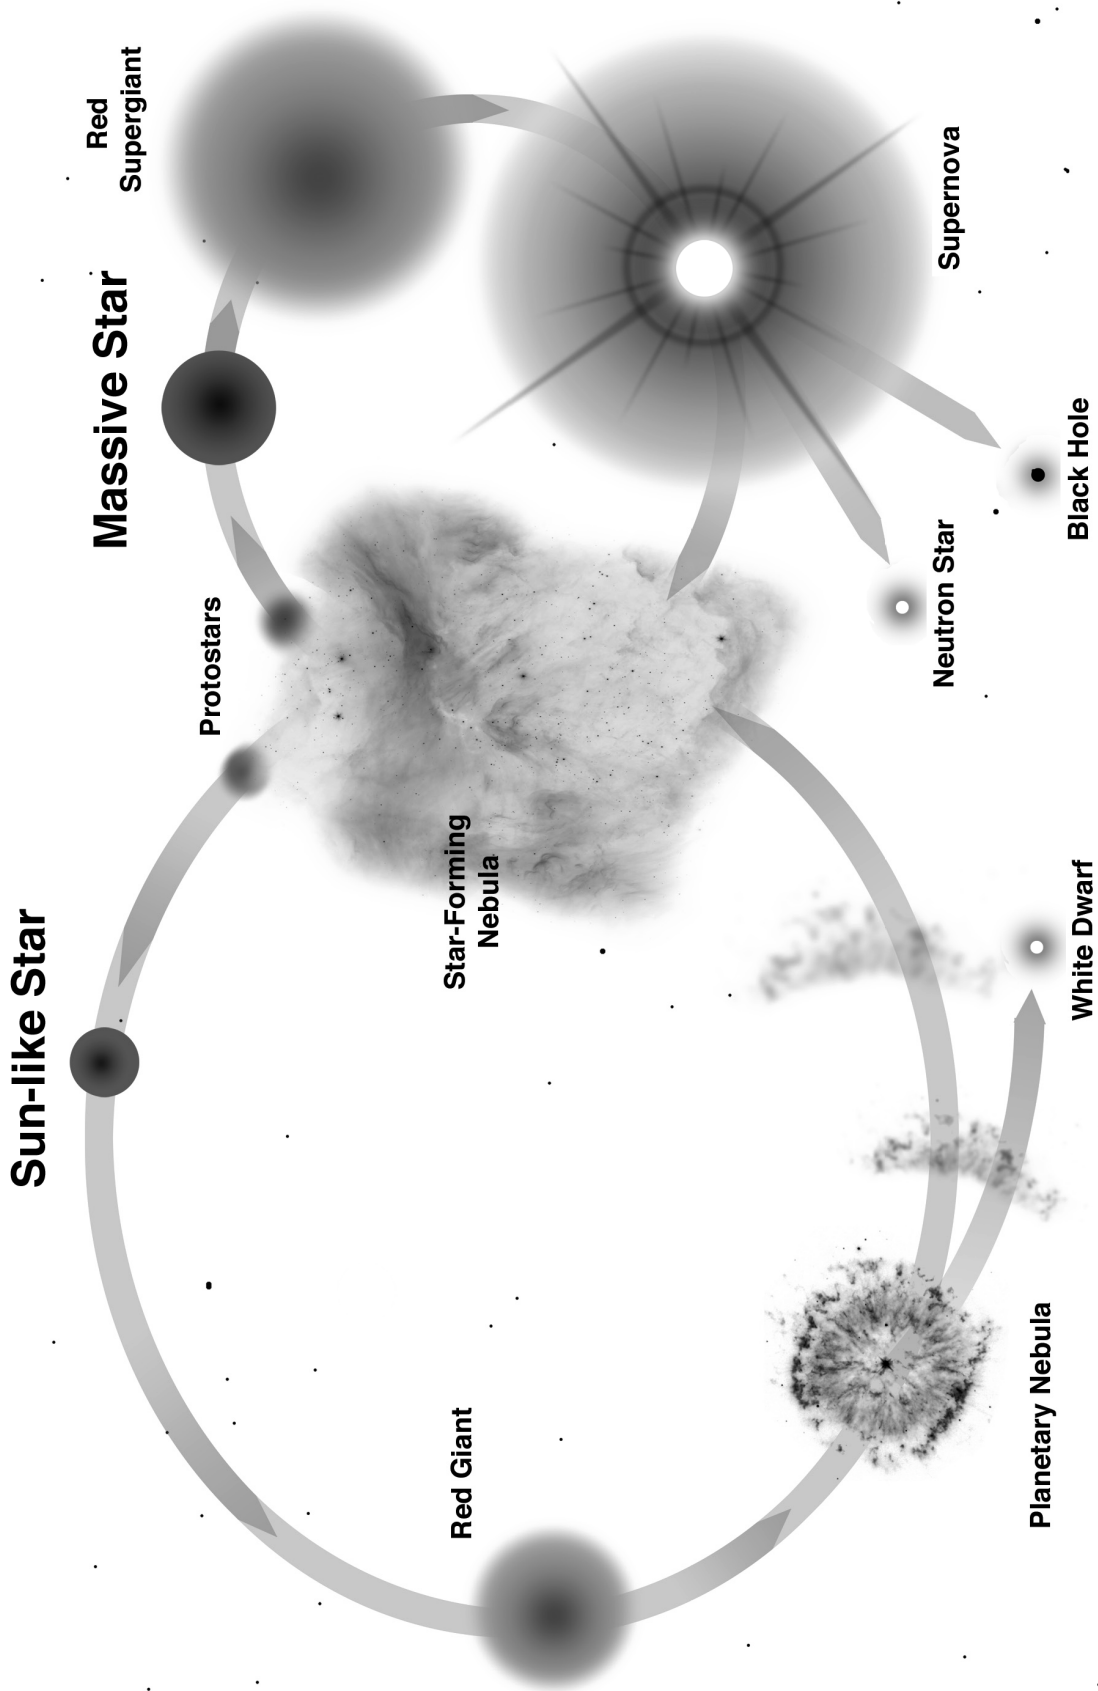 Sun-like Star
Massive Star
Red
Supergiant
Protostars
Star-Forming
Nebula
Red Giant
Supernova
Neutron Star
Black Hole
Planetary Nebula
White Dwarf